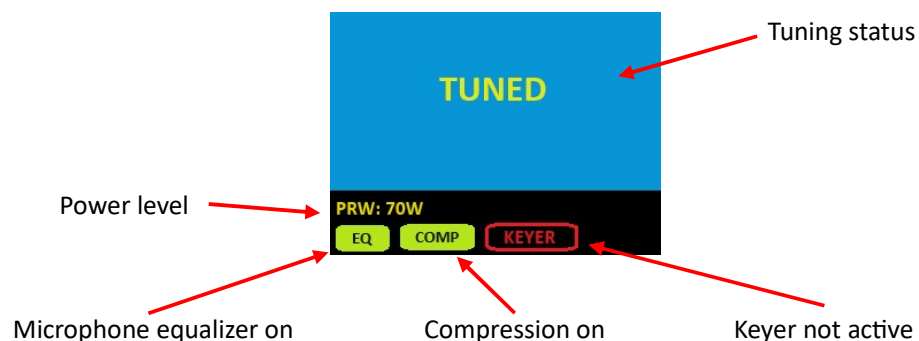 Tuning status
TUNED
Power level
PRW: 70W
EQ COMP KEYER
Microphone equalizer on Compression on Keyer not active